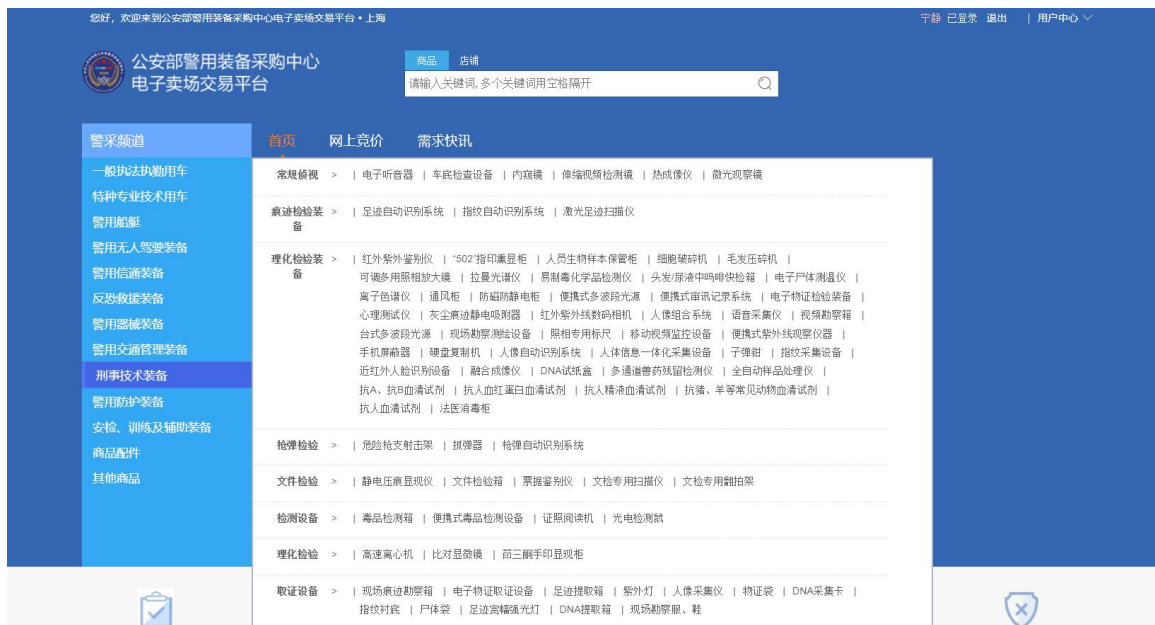 您好，欢迎来到公安部警用装备采购中心电子卖场交易平台•上海
宁静 已登录 退出 | 用户中心
公安部警用装备采购中心
电子卖场交易平台
商品 店铺
请输入关键词,多个关键词用空格隔开
警采频道
首页 网上竞价 需求快讯
一般执法执勤用车
特种专业技术用车
警用船艇
警用无人驾驶装备
警用信通装备
反恐救援装备
警用器械装备
警用交通管理装备
刑事技术装备
警用防护装备
安检、训练及辅助装备
商品配件
其他商品
常规侦视 > | 电子听音器 | 车底检查设备 | 内窥镜 | 伸缩视频检测镜 | 热成像仪 | 微光观察镜
痕迹检验装备 > | 足迹自动识别系统 | 指纹自动识别系统 | 激光足迹扫描仪
理化检验装备 > | 红外紫外鉴别仪 | “502”指印熏显柜 | 人员生物样本保管柜 | 细胞破碎机 | 毛发压碎机 |
可调多用照相放大镜 | 拉曼光谱仪 | 易制毒化学品检测仪 | 头发/尿液中吗啡快检箱 | 电子尸体测温仪 |
离子色谱仪 | 通风柜 | 防磁防静电柜 | 便携式多波段光源 | 便携式审讯记录系统 | 电子物证检验装备 |
心理测试仪 | 灰尘痕迹静电吸附器 | 红外紫外线数码相机 | 人像组合系统 | 语音采集仪 | 视频勘察箱 |
台式多波段光源 | 现场勘察测绘设备 | 照相专用标尺 | 移动视频监控设备 | 便携式紫外线观察仪器 |
手机屏蔽器 | 硬盘复制机 | 人像自动识别系统 | 人体信息一体化采集设备 | 子弹钳 | 指纹采集设备 |
近红外人脸识别设备 | 融合成像仪 | DNA试纸盒 | 多通道兽药残留检测仪 | 全自动样品处理仪 |
抗A、抗B血清试剂 | 抗人血红蛋白血清试剂 | 抗人精液血清试剂 | 抗猪、羊等常见动物血清试剂 |
抗人血清试剂 | 法医消毒柜
枪弹检验 > | 危险枪支射击架 | 抓弹器 | 枪弹自动识别系统
文件检验 > | 静电压痕显现仪 | 文件检验箱 | 票据鉴别仪 | 文检专用扫描仪 | 文检专用翻拍架
检测设备 > | 毒品检测箱 | 便携式毒品检测设备 | 证照阅读机 | 光电检测鼠
理化检验 > | 高速离心机 | 比对显微镜 | 茚三酮手印显现柜
取证设备 > | 现场痕迹勘察箱 | 电子物证取证设备 | 足迹提取箱 | 紫外灯 | 人像采集仪 | 物证袋 | DNA采集卡 |
指纹衬底 | 尸体袋 | 足迹宽幅强光灯 | DNA提取箱 | 现场勘察服、鞋